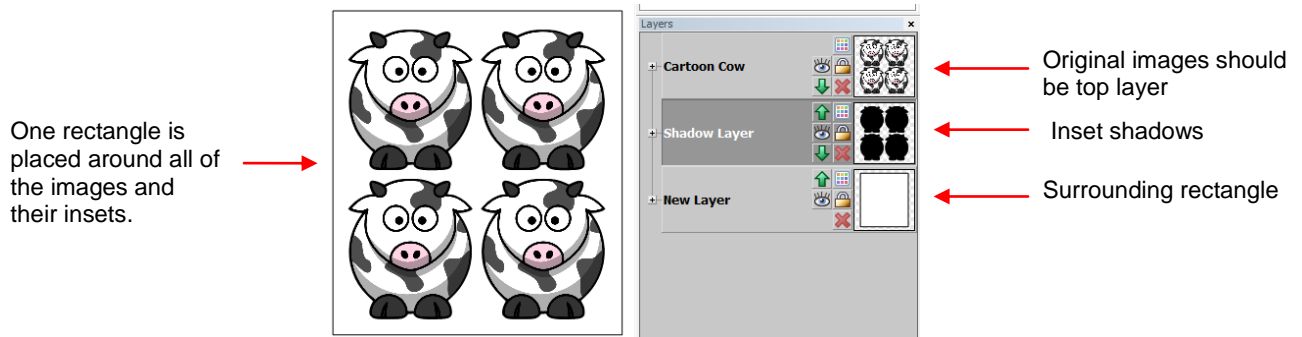 One rectangle is
placed around all of
the images and
their insets.
Layers
Cartoon Cow
Shadow Layer
New Layer
Original images should
be top layer
Inset shadows
Surrounding rectangle